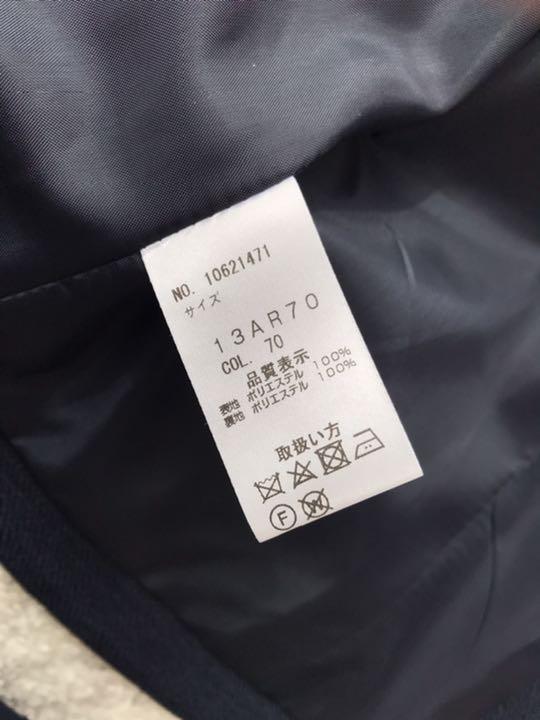 NO. 10621471
サイズ
13AR70
COL. 70
品質表示
表地 ポリエステル 100%
裏地 ポリエステル 100%
取扱い方
F W